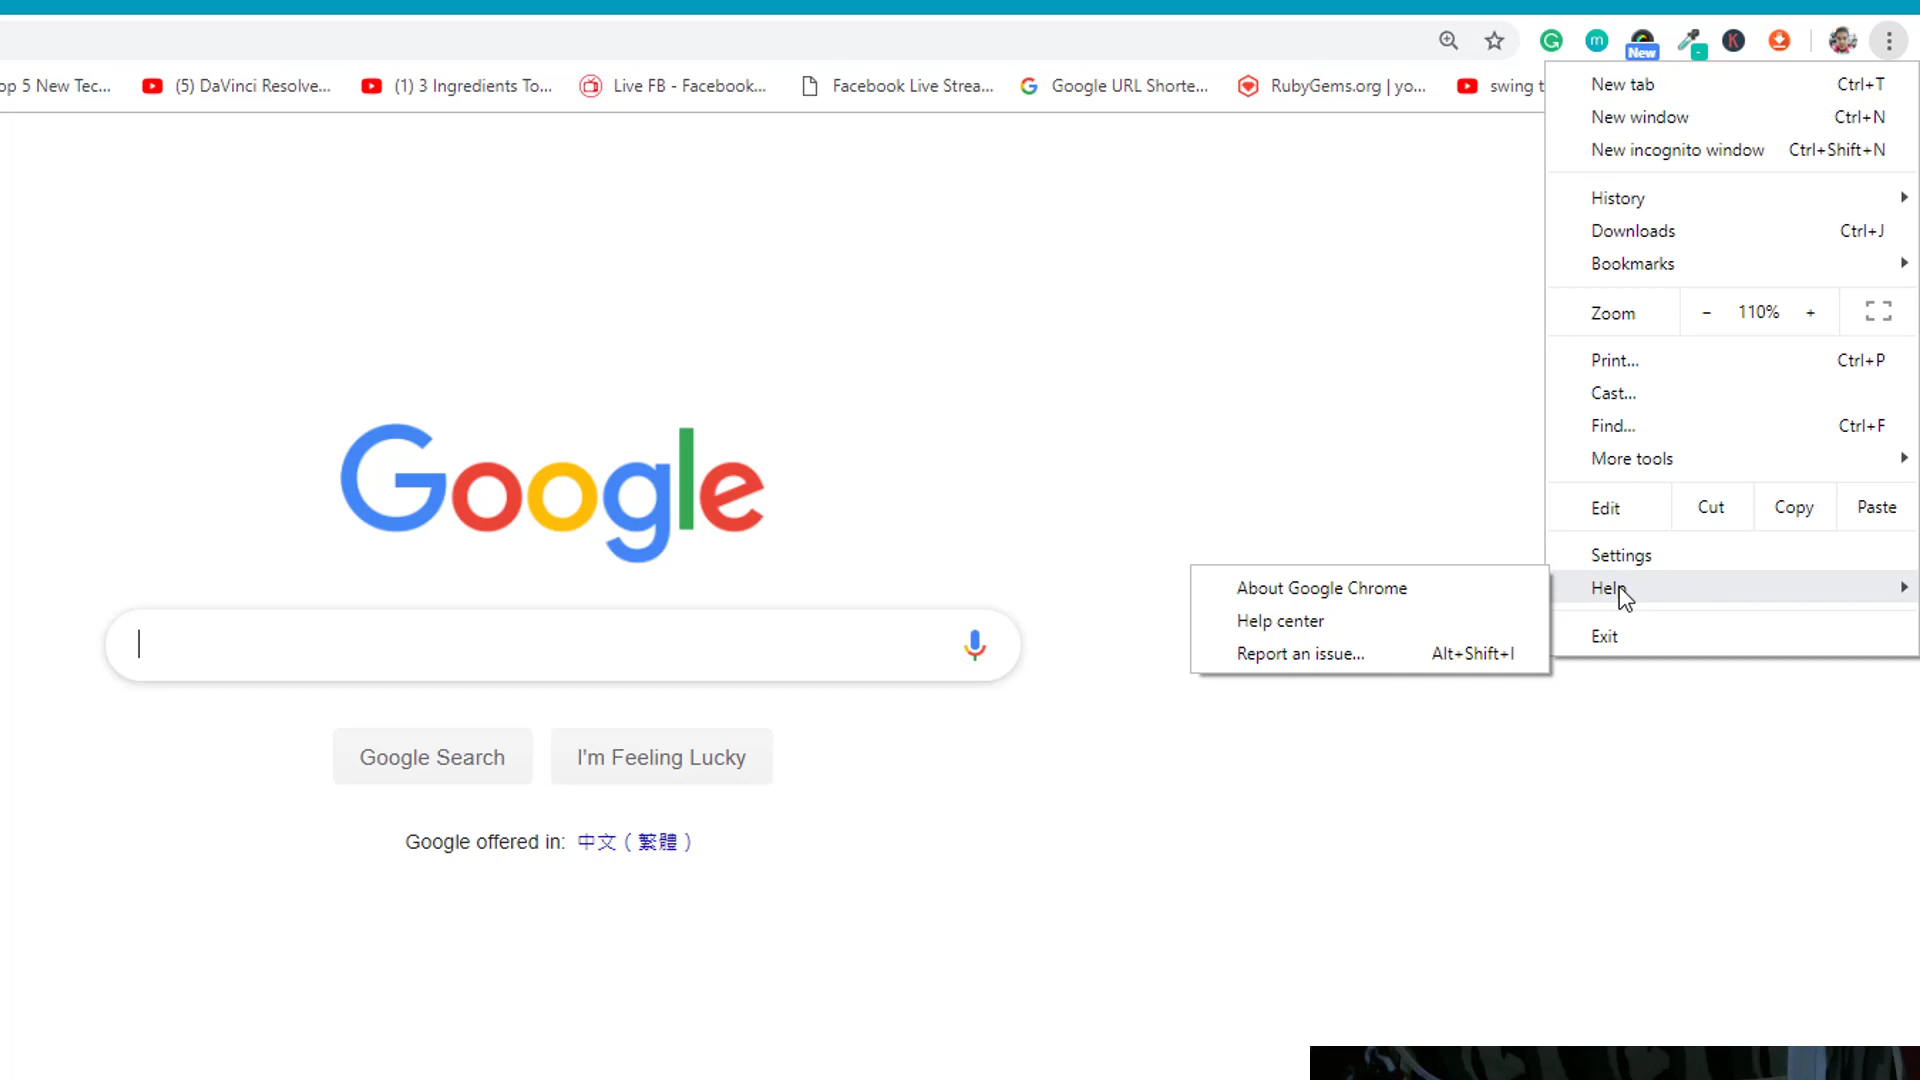 New
op 5 New Tec...
(5) DaVinci Resolve...
(1) 3 Ingredients To...
Live FB - Facebook...
Facebook Live Strea...
Google URL Shorte...
RubyGems.org | yo...
swing t
New tab Ctrl+T
New window Ctrl+N
New incognito window Ctrl+Shift+N
History
Downloads Ctrl+J
Bookmarks
Zoom - 110% +
Print... Ctrl+P
Cast...
Find... Ctrl+F
More tools
Edit Cut Copy Paste
Settings
Help
Exit
About Google Chrome
Help center
Report an issue... Alt+Shift+I
Google
Google Search
I'm Feeling Lucky
Google offered in: 中文（繁體）